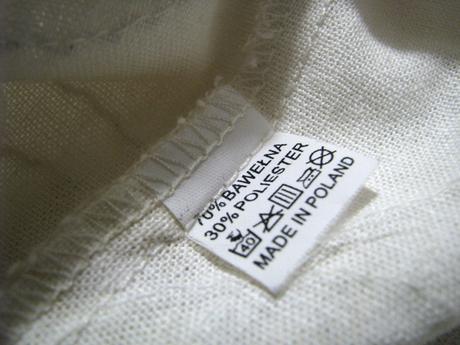 70% BAWEŁNA
30% POLIESTER
40
MADE IN POLAND